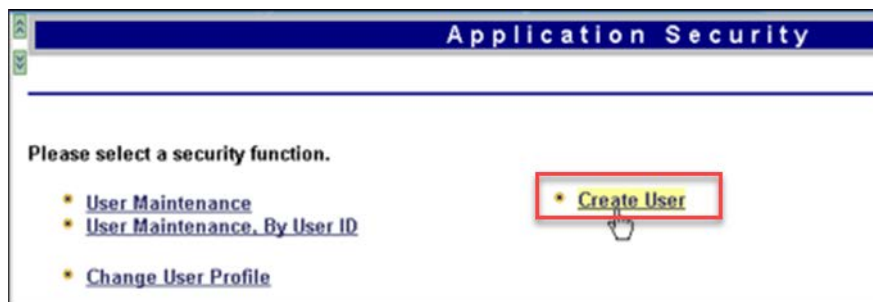 Application Security
Please select a security function.
User Maintenance
Create User
User Maintenance, By User ID
Change User Profile